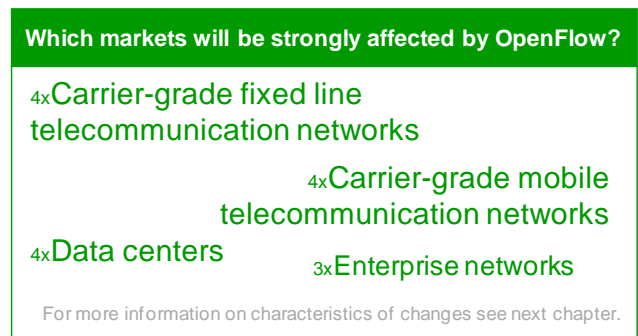 Which markets will be strongly affected by OpenFlow?
4xCarrier-grade fixed line
telecommunication networks
4xCarrier-grade mobile
telecommunication networks
4xData centers
3xEnterprise networks
For more information on characteristics of changes see next chapter.